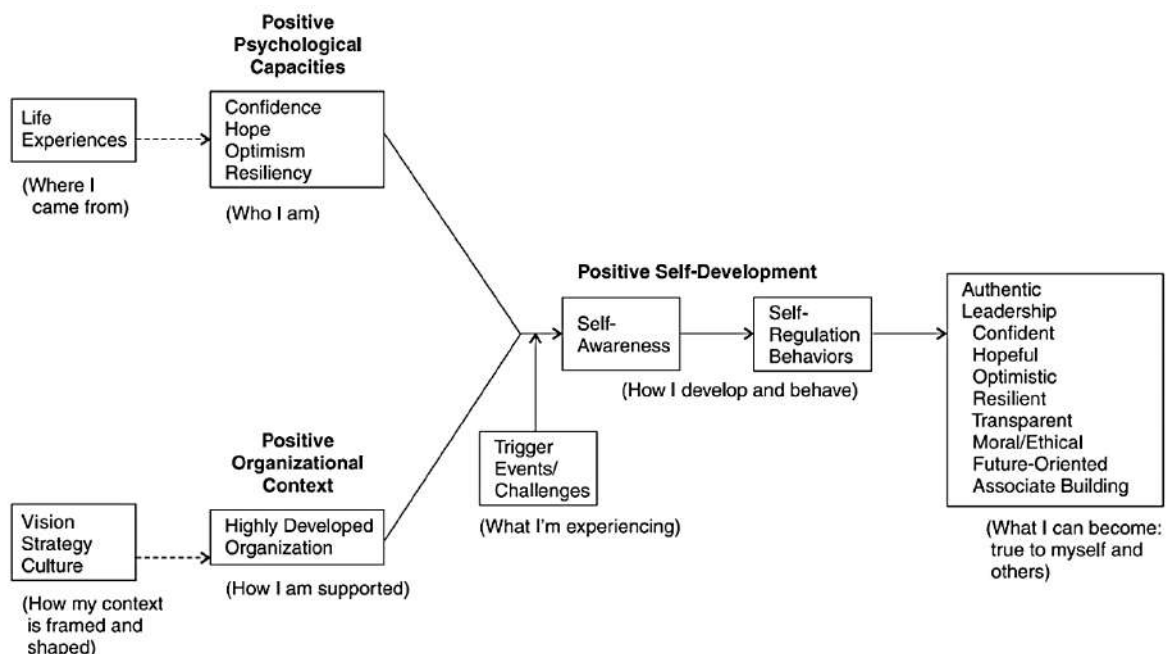 Positive
Psychological
Capacities
Life
Experiences
(Where I
came from)
Confidence
Hope
Optimism
Resiliency
(Who I am)
Positive Self-Development
Self-
Awareness
Self-
Regulation
Behaviors
(How I develop and behave)
Authentic
Leadership
Confident
Hopeful
Optimistic
Resilient
Transparent
Moral/Ethical
Future-Oriented
Associate Building
(What I can become:
true to myself and
others)
Trigger
Events/
Challenges
(What I'm experiencing)
Positive
Organizational
Context
Vision
Strategy
Culture
(How my context
is framed and
shaped)
Highly Developed
Organization
(How I am supported)